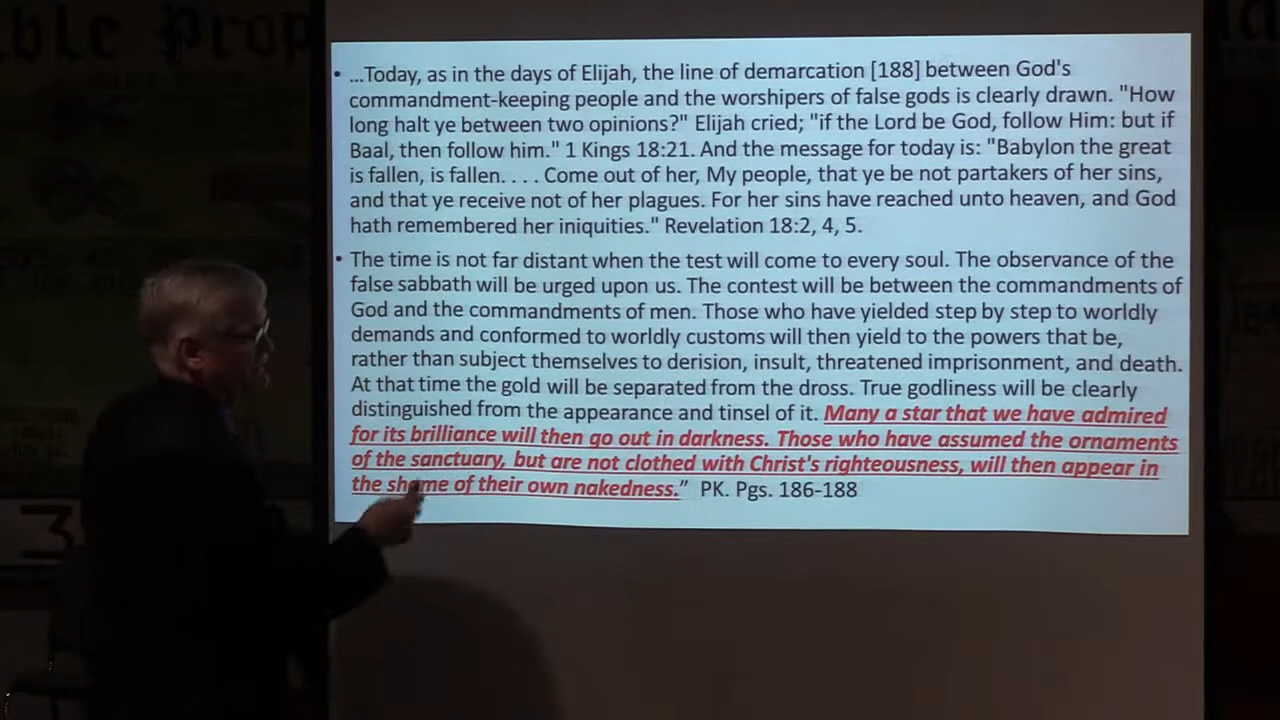 ble Prop
• …Today, as in the days of Elijah, the line of demarcation [188] between God's
commandment-keeping people and the worshipers of false gods is clearly drawn. "How
long halt ye between two opinions?" Elijah cried; "if the Lord be God, follow Him: but if
Baal, then follow him." 1 Kings 18:21. And the message for today is: "Babylon the great
is fallen, is fallen. . . . Come out of her, My people, that ye be not partakers of her sins,
and that ye receive not of her plagues. For her sins have reached unto heaven, and God
hath remembered her iniquities." Revelation 18:2, 4, 5.
• The time is not far distant when the test will come to every soul. The observance of the
false sabbath will be urged upon us. The contest will be between the commandments of
God and the commandments of men. Those who have yielded step by step to worldly
demands and conformed to worldly customs will then yield to the powers that be,
rather than subject themselves to derision, insult, threatened imprisonment, and death.
At that time the gold will be separated from the dross. True godliness will be clearly
distinguished from the appearance and tinsel of it. Many a star that we have admired
for its brilliance will then go out in darkness. Those who have assumed the ornaments
of the sanctuary, but are not clothed with Christ's righteousness, will then appear in
the shame of their own nakedness.” PK. Pgs. 186-188
3